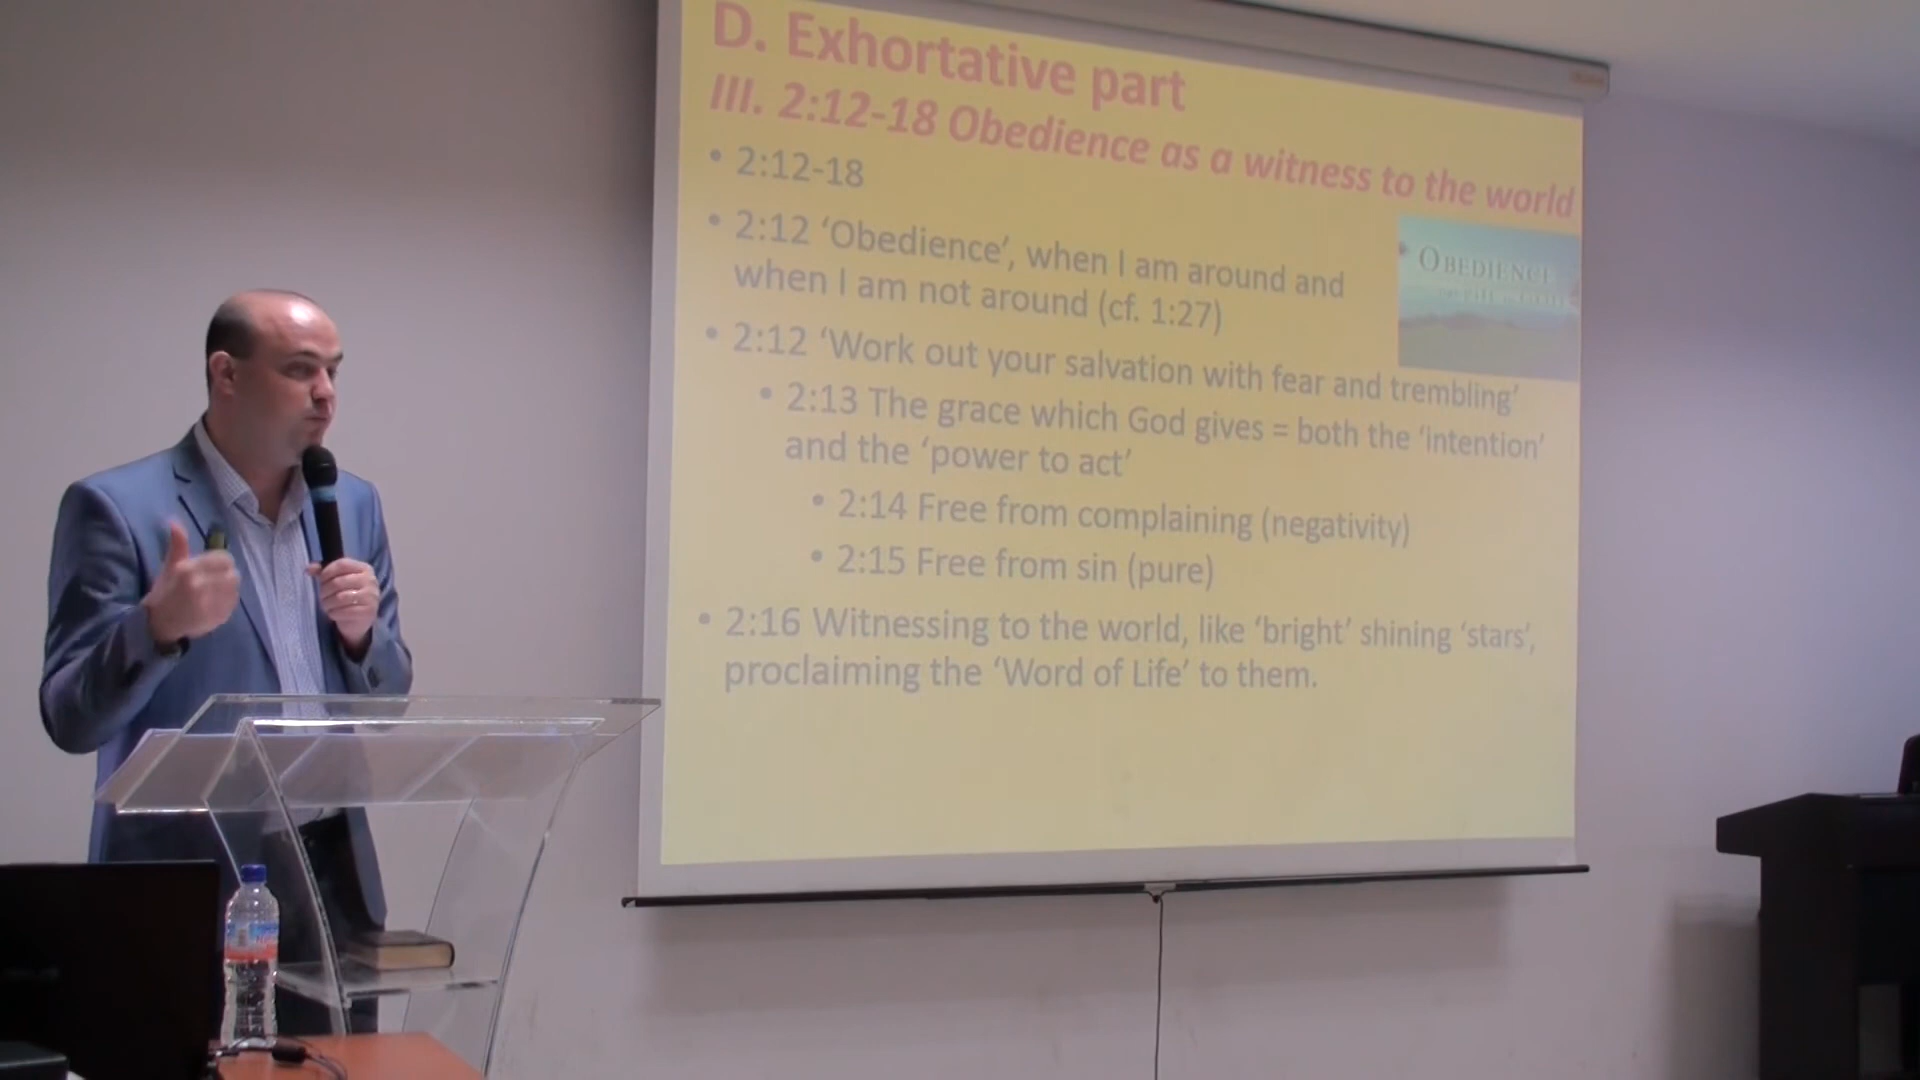 D. Exhortative part
III. 2:12-18 Obedience as a witness to the world
• 2:12-18
• 2:12 ‘Obedience’, when I am around and
when I am not around (cf. 1:27)
OBEDIENCE
• 2:12 ‘Work out your salvation with fear and trembling’
• 2:13 The grace which God gives = both the ‘intention’
and the ‘power to act’
• 2:14 Free from complaining (negativity)
• 2:15 Free from sin (pure)
• 2:16 Witnessing to the world, like ‘bright’ shining ‘stars’,
proclaiming the ‘Word of Life’ to them.